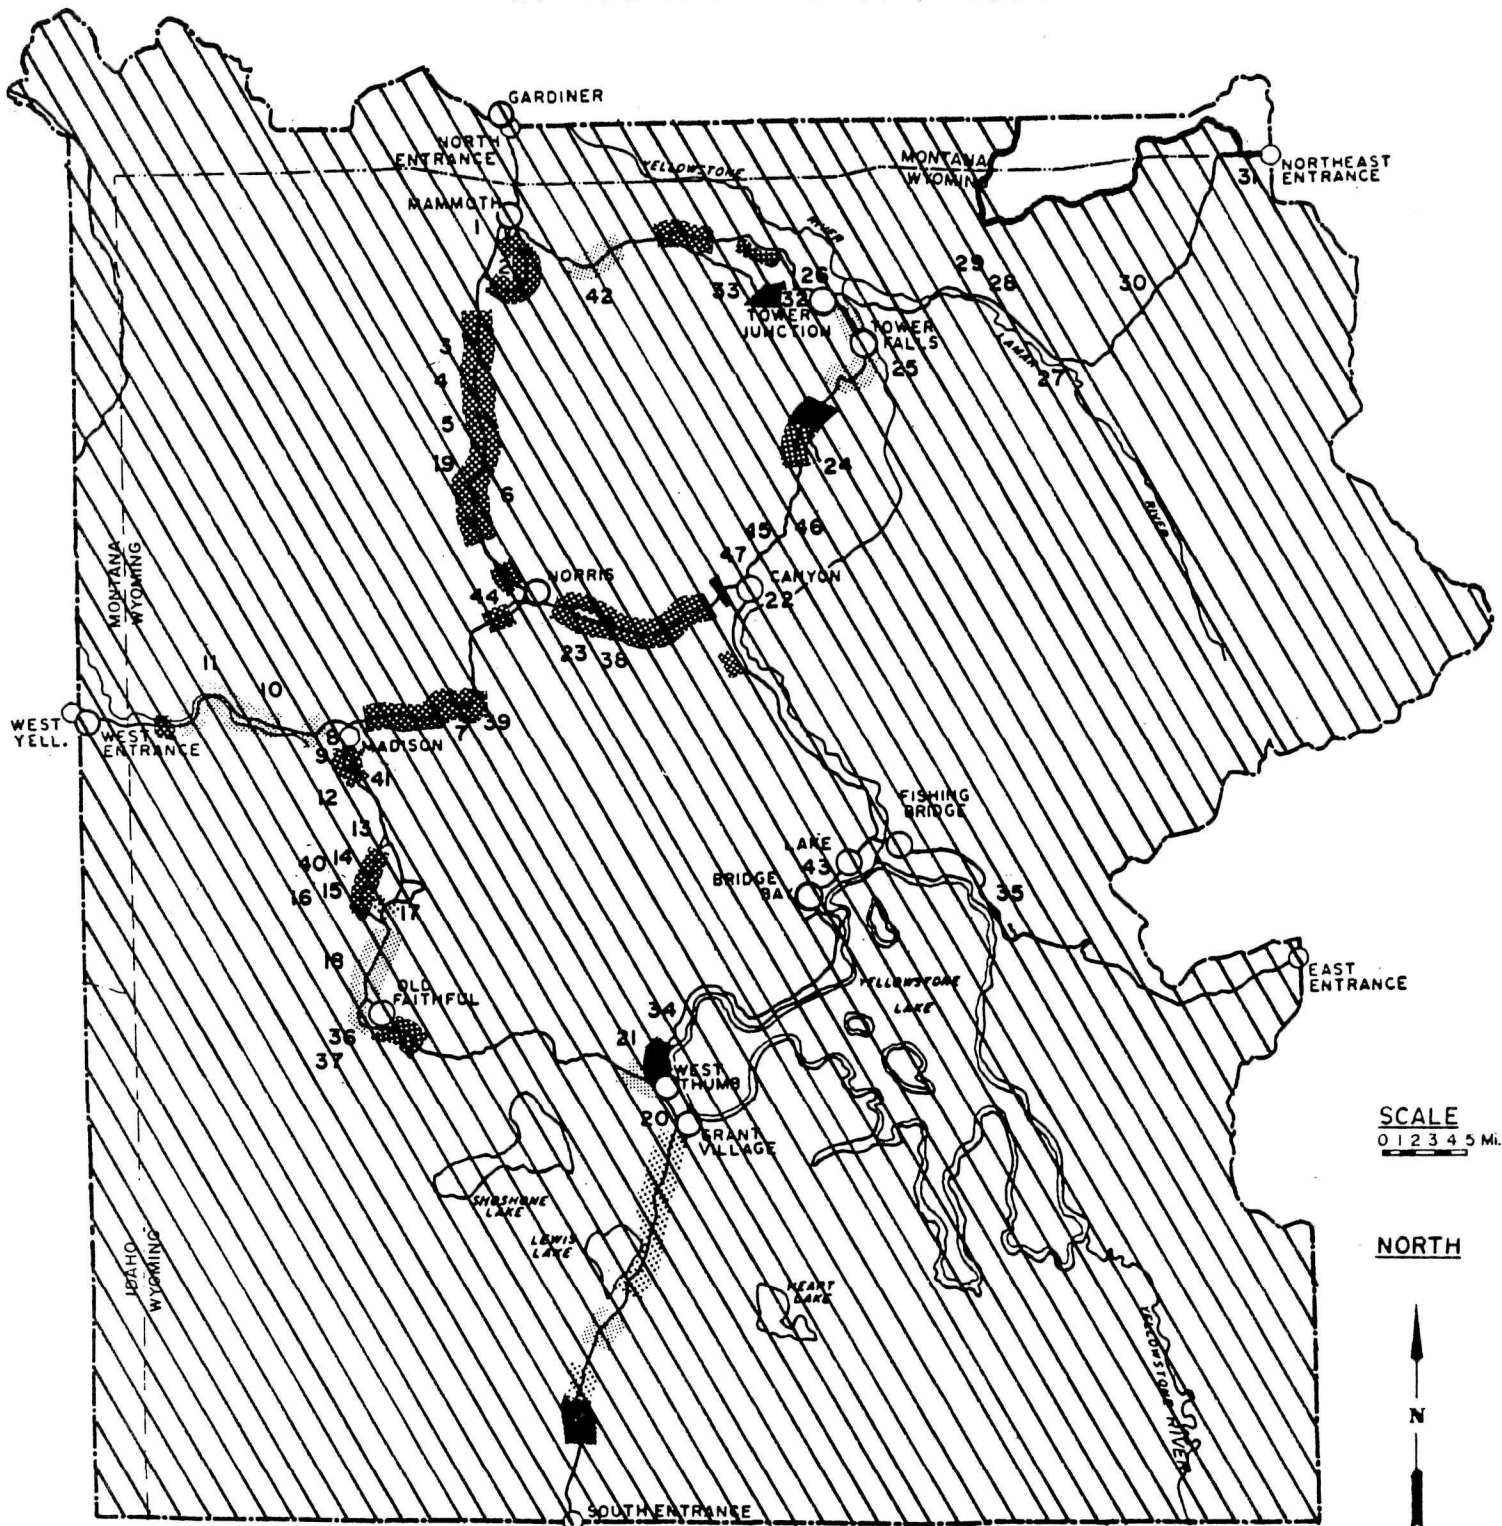 GARDINER
NORTH
ENTRANCE
YELLOWSTONE
RIVER
MONTANA
WYOMING
31
NORTHEAST
ENTRANCE
MAMMOTH
1
2
42
33
26
32
TOWER
JUNCTION
29
28
30
TOWER
FALLS
25
LAMAR
27
RIVER
3
4
5
19
6
24
45
46
47
CANYON
22
NORRIS
44
23
38
MONTANA
WYOMING
11
10
WEST
YELL.
WEST
ENTRANCE
8
MADISON
9
7
39
41
12
13
14
40
15
16
17
18
OLD
FAITHFUL
36
37
FISHING
BRIDGE
LAKE
43
BRIDGE
BAY
35
YELLOWSTONE
LAKE
EAST
ENTRANCE
34
21
WEST
THUMB
20
GRANT
VILLAGE
SHOSHONE
LAKE
LEWIS
LAKE
HEART
LAKE
IDAHO
WYOMING
YELLOWSTONE RIVER
SOUTH ENTRANCE
SCALE
0 1 2 3 4 5 Mi.
NORTH
N